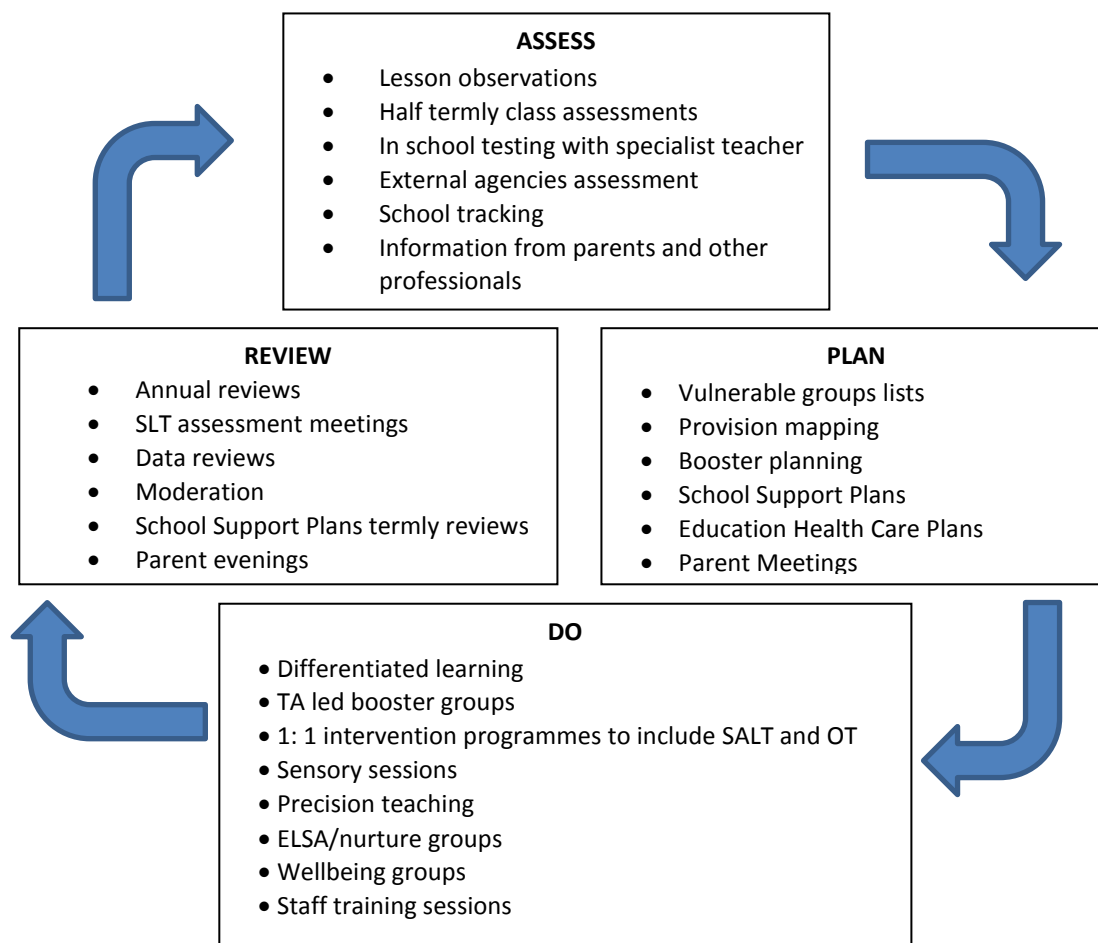 ASSESS
• Lesson observations
• Half termly class assessments
• In school testing with specialist teacher
• External agencies assessment
• School tracking
• Information from parents and other
professionals
REVIEW
• Annual reviews
• SLT assessment meetings
• Data reviews
• Moderation
• School Support Plans termly reviews
• Parent evenings
PLAN
• Vulnerable groups lists
• Provision mapping
• Booster planning
• School Support Plans
• Education Health Care Plans
• Parent Meetings
DO
• Differentiated learning
• TA led booster groups
• 1: 1 intervention programmes to include SALT and OT
• Sensory sessions
• Precision teaching
• ELSA/nurture groups
• Wellbeing groups
• Staff training sessions